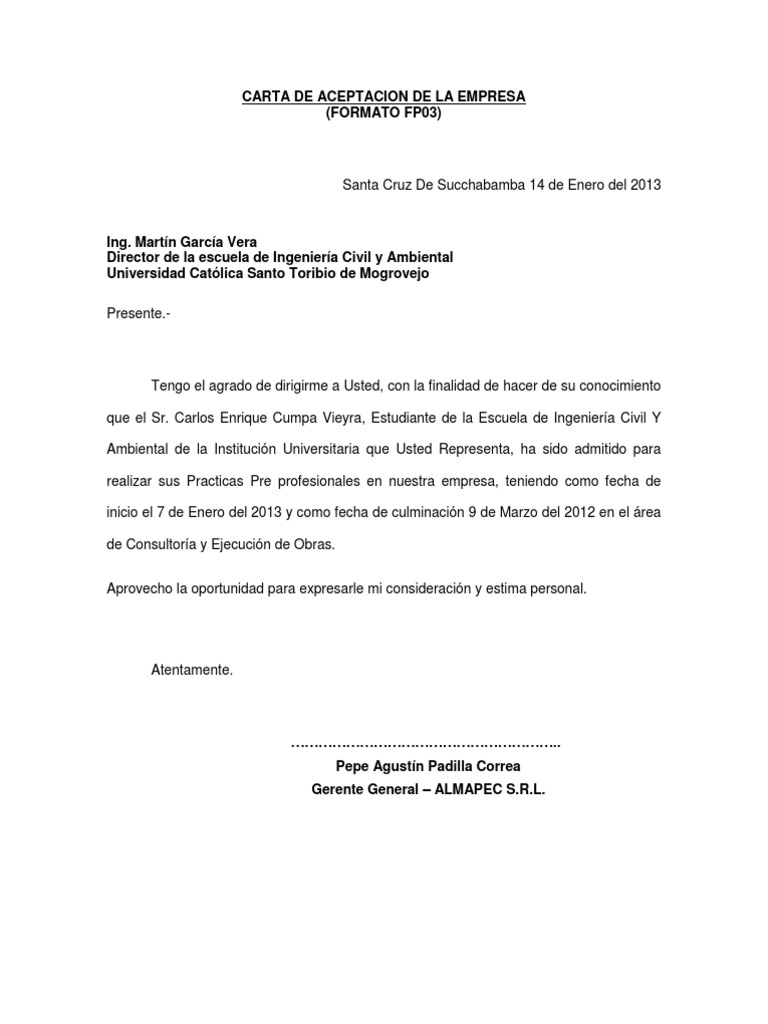 CARTA DE ACEPTACION DE LA EMPRESA
(FORMATO FP03)
Santa Cruz De Succhabamba 14 de Enero del 2013
Ing. Martín García Vera
Director de la escuela de Ingeniería Civil y Ambiental
Universidad Católica Santo Toribio de Mogrovejo
Presente.-
Tengo el agrado de dirigirme a Usted, con la finalidad de hacer de su conocimiento
que el Sr. Carlos Enrique Cumpa Vieyra, Estudiante de la Escuela de Ingeniería Civil Y
Ambiental de la Institución Universitaria que Usted Representa, ha sido admitido para
realizar sus Practicas Pre profesionales en nuestra empresa, teniendo como fecha de
inicio el 7 de Enero del 2013 y como fecha de culminación 9 de Marzo del 2012 en el área
de Consultoría y Ejecución de Obras.
Aprovecho la oportunidad para expresarle mi consideración y estima personal.
Atentamente.
…………………………………………………..
Pepe Agustín Padilla Correa
Gerente General – ALMAPEC S.R.L.